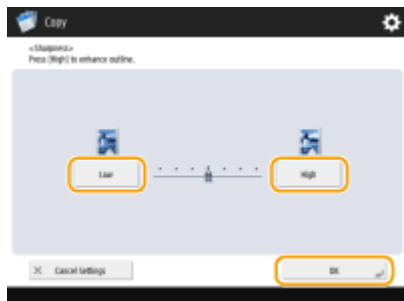 Copy
<Sharpness>
Press [High] to enhance outline.
Low
High
Cancel Settings
OK